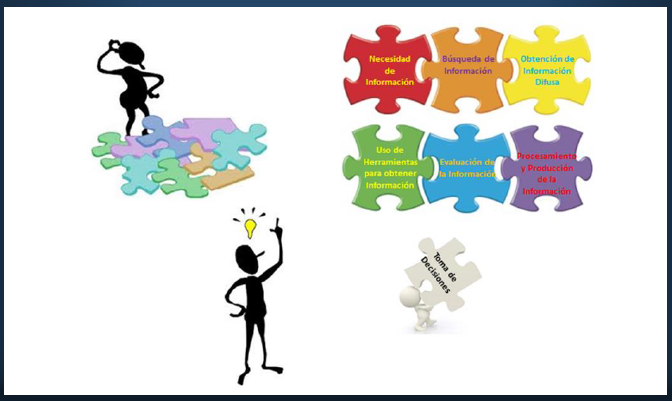 Necesidad
de
Información
Búsqueda de
Información
Obtención de
Información
Difusa
Uso de
Herramientas
para obtener
Información
Evaluación de
la Información
Procesamiento
y Producción
de la
Información
Toma de
Decisiones